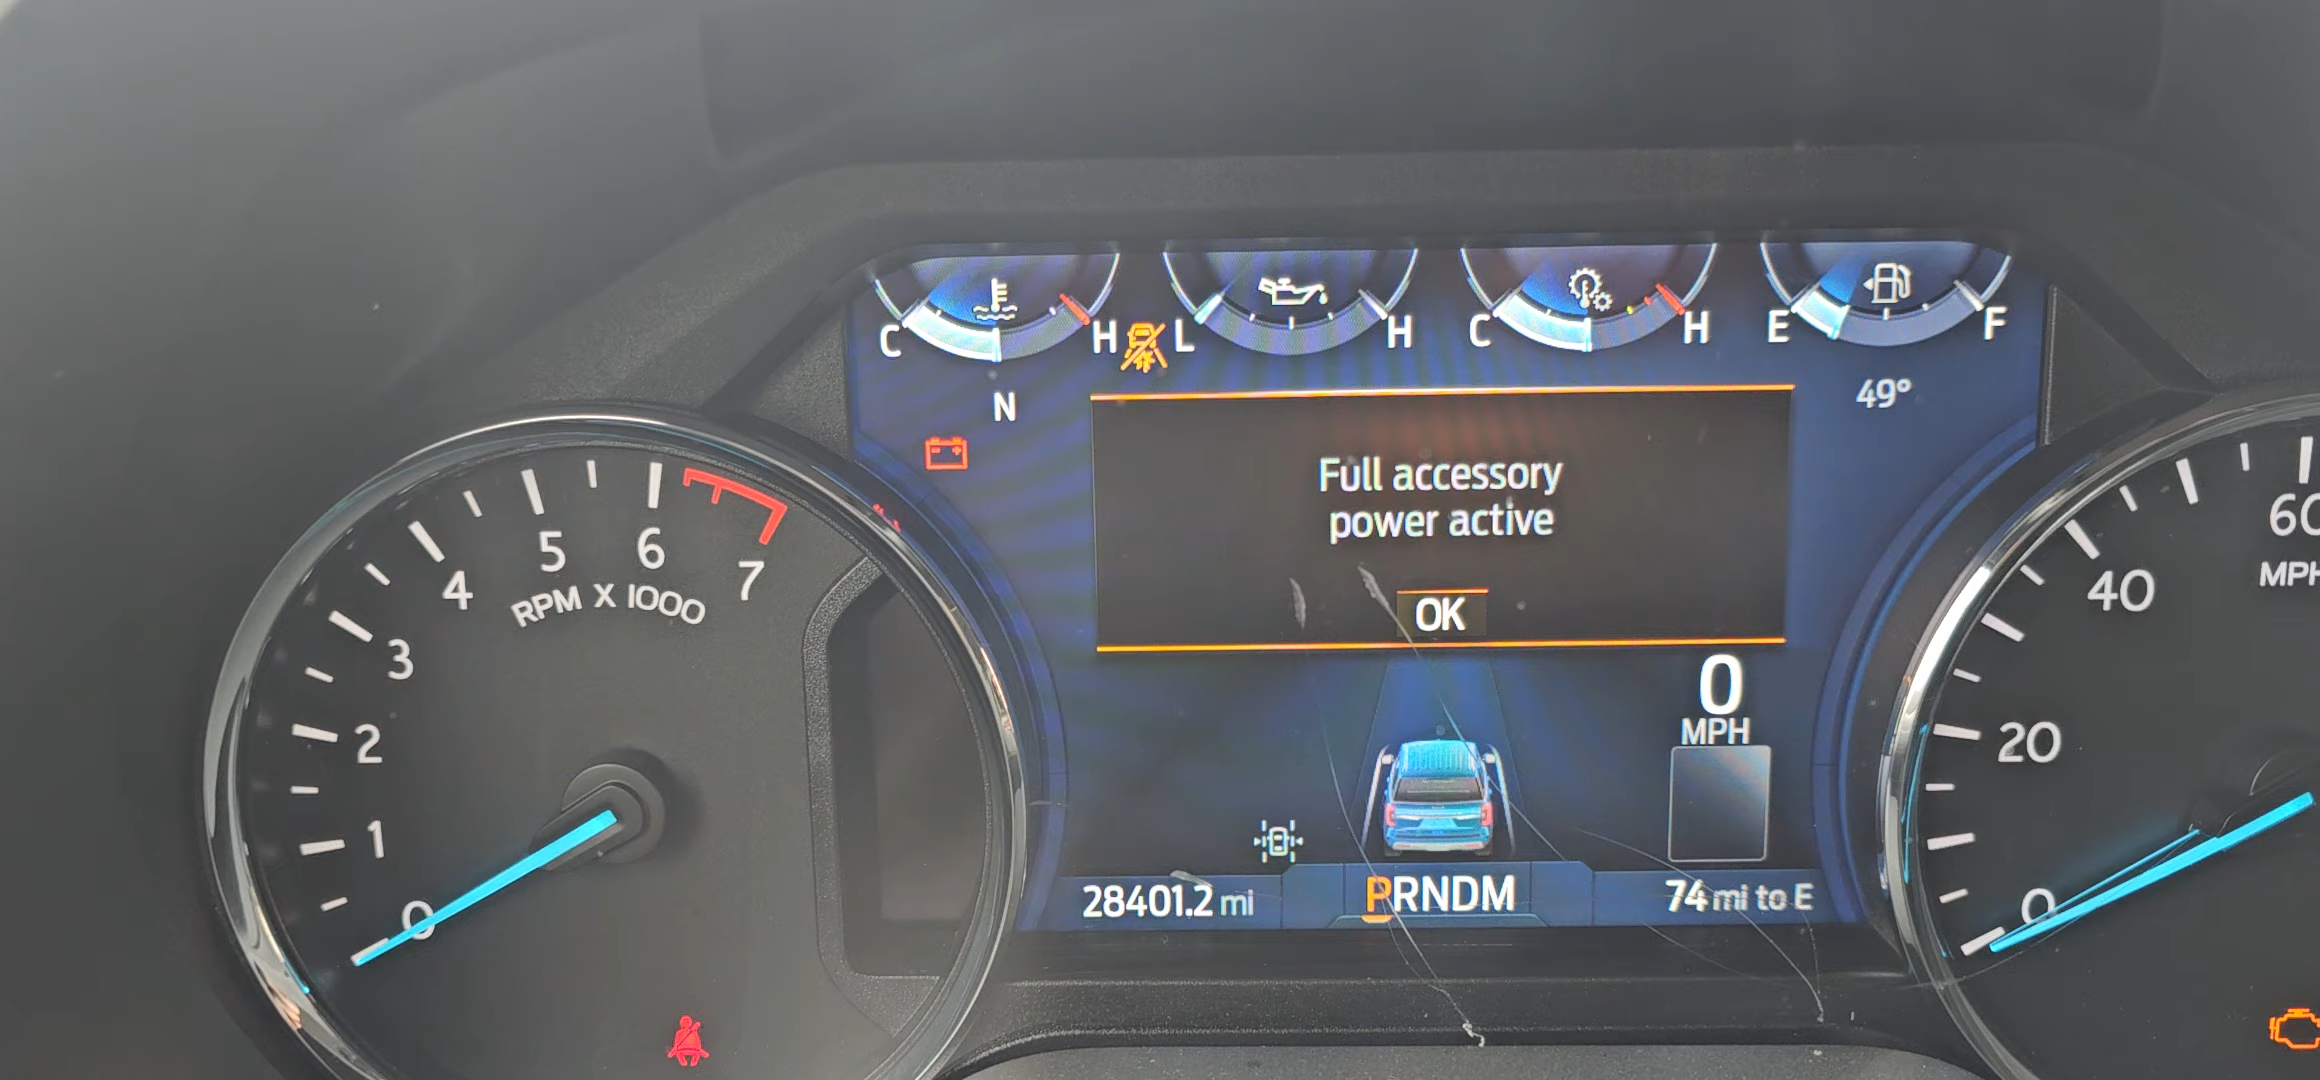 C H
L H
C H
E F
N
49°
Full accessory
power active
OK
0
MPH
28401.2 mi
PRNDM
74 mi to E
0
1
2
3
4
5
6
7
RPM X 1000
0
20
40
MPH